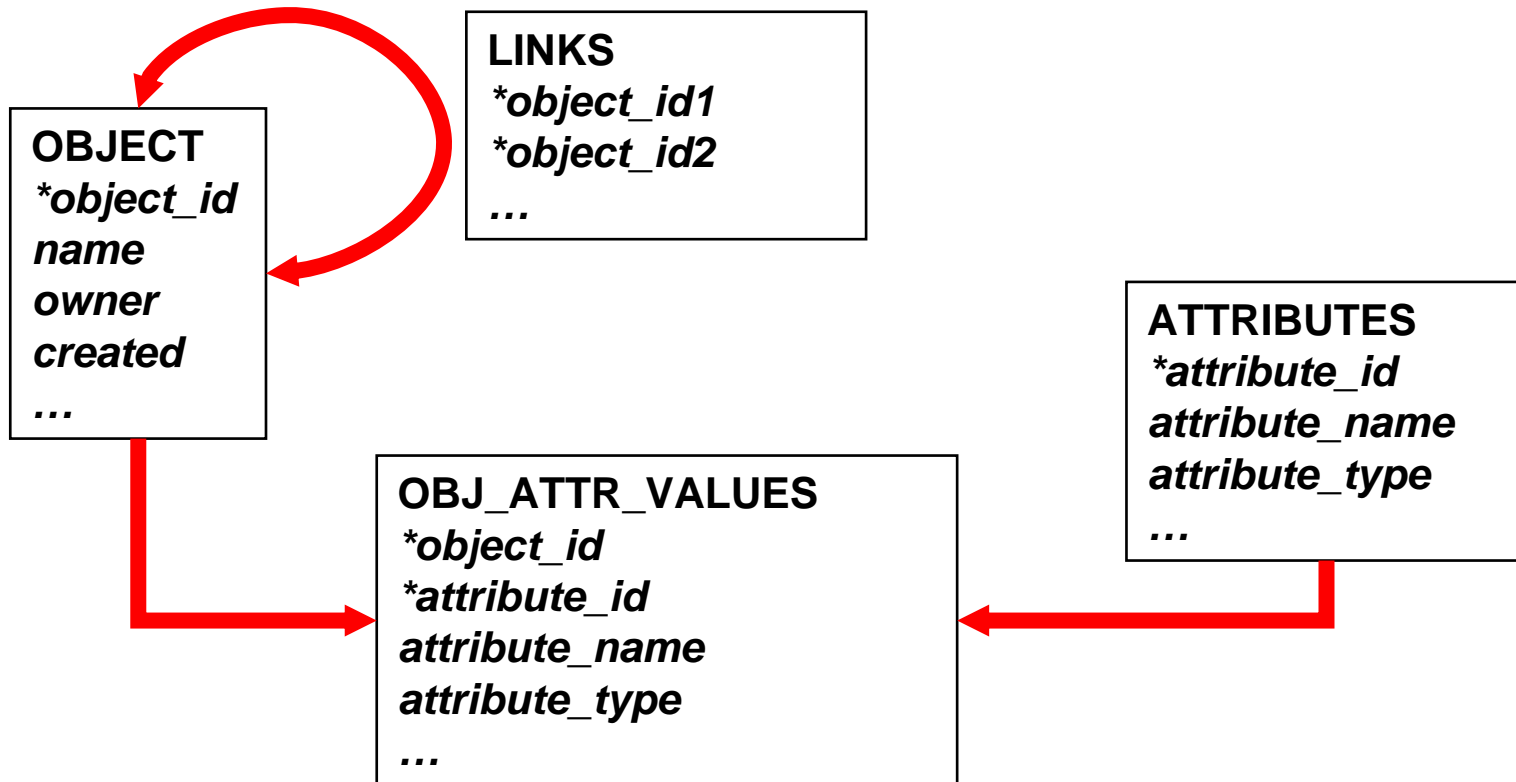 LINKS
*object_id1
*object_id2
…
OBJECT
*object_id
name
owner
created
…
ATTRIBUTES
*attribute_id
attribute_name
attribute_type
…
OBJ_ATTR_VALUES
*object_id
*attribute_id
attribute_name
attribute_type
…